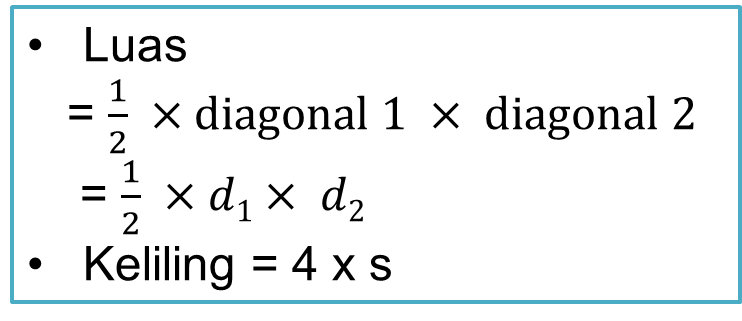 • Luas
= 1/2 × diagonal 1 × diagonal 2
= 1/2 × d₁ × d₂
• Keliling = 4 x s